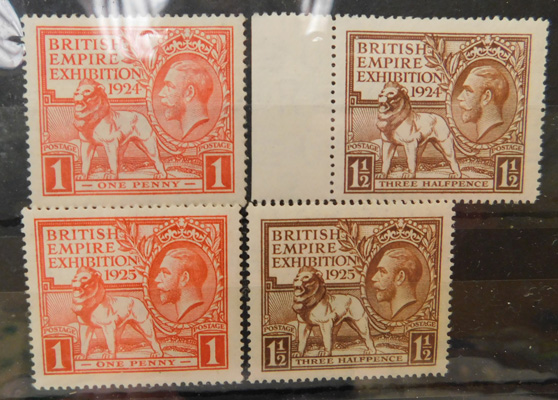 BRITISH
EMPIRE
EXHIBITION
1924
POSTAGE POSTAGE
1 ONE PENNY 1
BRITISH
EMPIRE
EXHIBITION
1924
POSTAGE POSTAGE
1½ THREE HALFPENCE 1½
BRITISH
EMPIRE
EXHIBITION
1925
POSTAGE POSTAGE
1 ONE PENNY 1
BRITISH
EMPIRE
EXHIBITION
1925
POSTAGE POSTAGE
1½ THREE HALFPENCE 1½